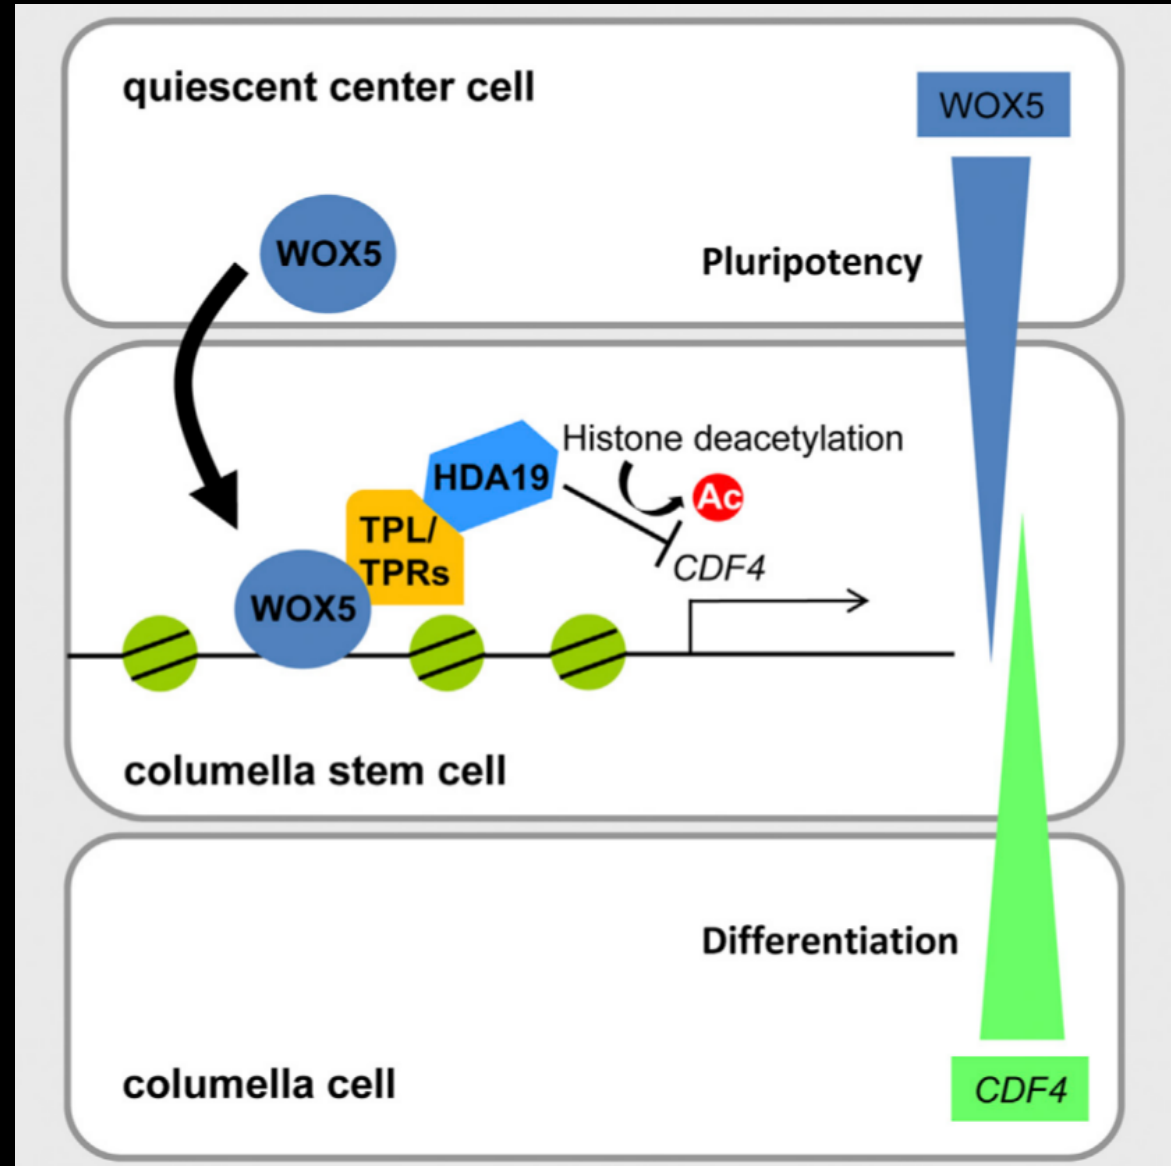 quiescent center cell
WOX5
WOX5
Pluripotency
Histone deacetylation
HDA19
Ac
TPL/
TPRs
CDF4
WOX5
columella stem cell
Differentiation
columella cell
CDF4